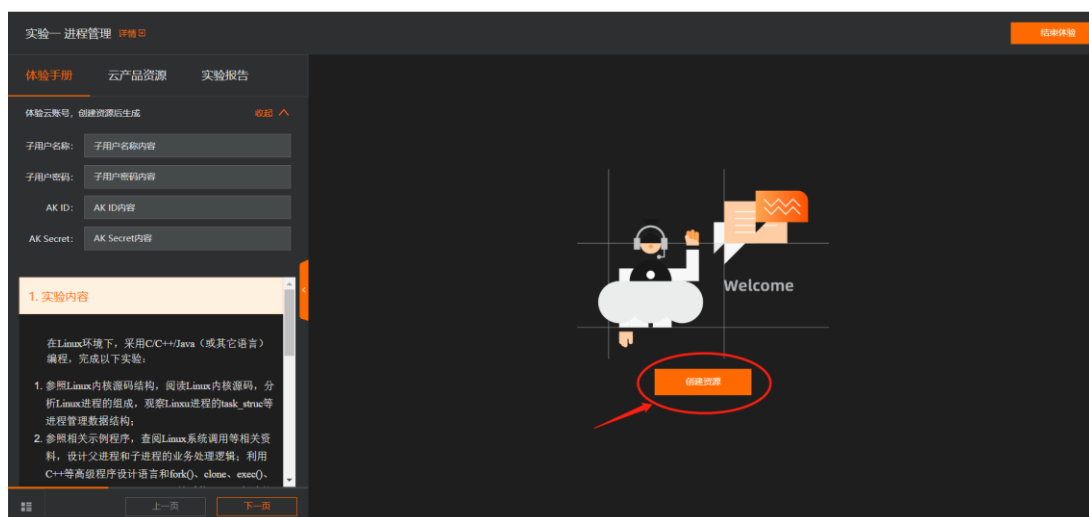 实验一 进程管理 详情
结束体验
体验手册 云产品资源 实验报告
体验云账号，创建资源后生成 收起
子用户名称： 子用户名称内容
子用户密码： 子用户密码内容
AK ID： AK ID内容
AK Secret： AK Secret内容
1. 实验内容
在Linux环境下，采用C/C++/Java（或其它语言）
编程，完成以下实验：
1. 参照Linux内核源码结构，阅读Linux内核源码，分
析Linux进程的组成，观察Linxu进程的task_struc等
进程管理数据结构；
2. 参照相关示例程序，查阅Linux系统调用等相关资
料，设计父进程和子进程的业务处理逻辑；利用
C++等高级程序设计语言和fork()、clone、exec()、
上一页 下一页
Welcome
创建资源